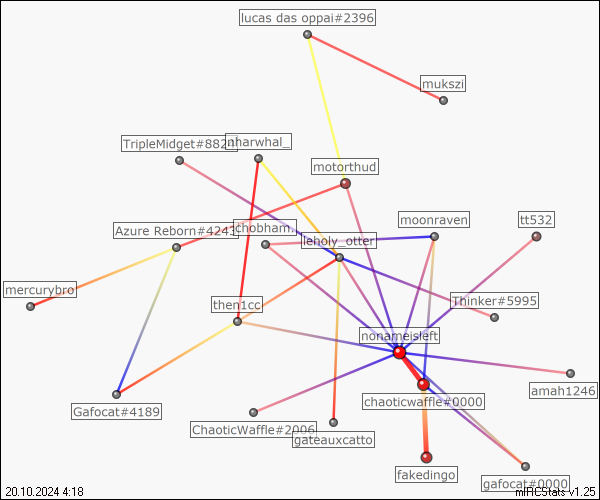 lucas das oppai#2396
mukszi
TripleMidget#882
nharwhal_
motorthud
Azure Reborn#4243
chobham.
leholy_otter
moonraven
tt532
mercurybro
then1cc
Thinker#5995
nonameisleft
amah1246
Gafocat#4189
chaoticwaffle#0000
ChaoticWaffle#2006
gateauxcatto
fakedingo
gafocat#0000
20.10.2024 4:18
mIRCStats v1.25